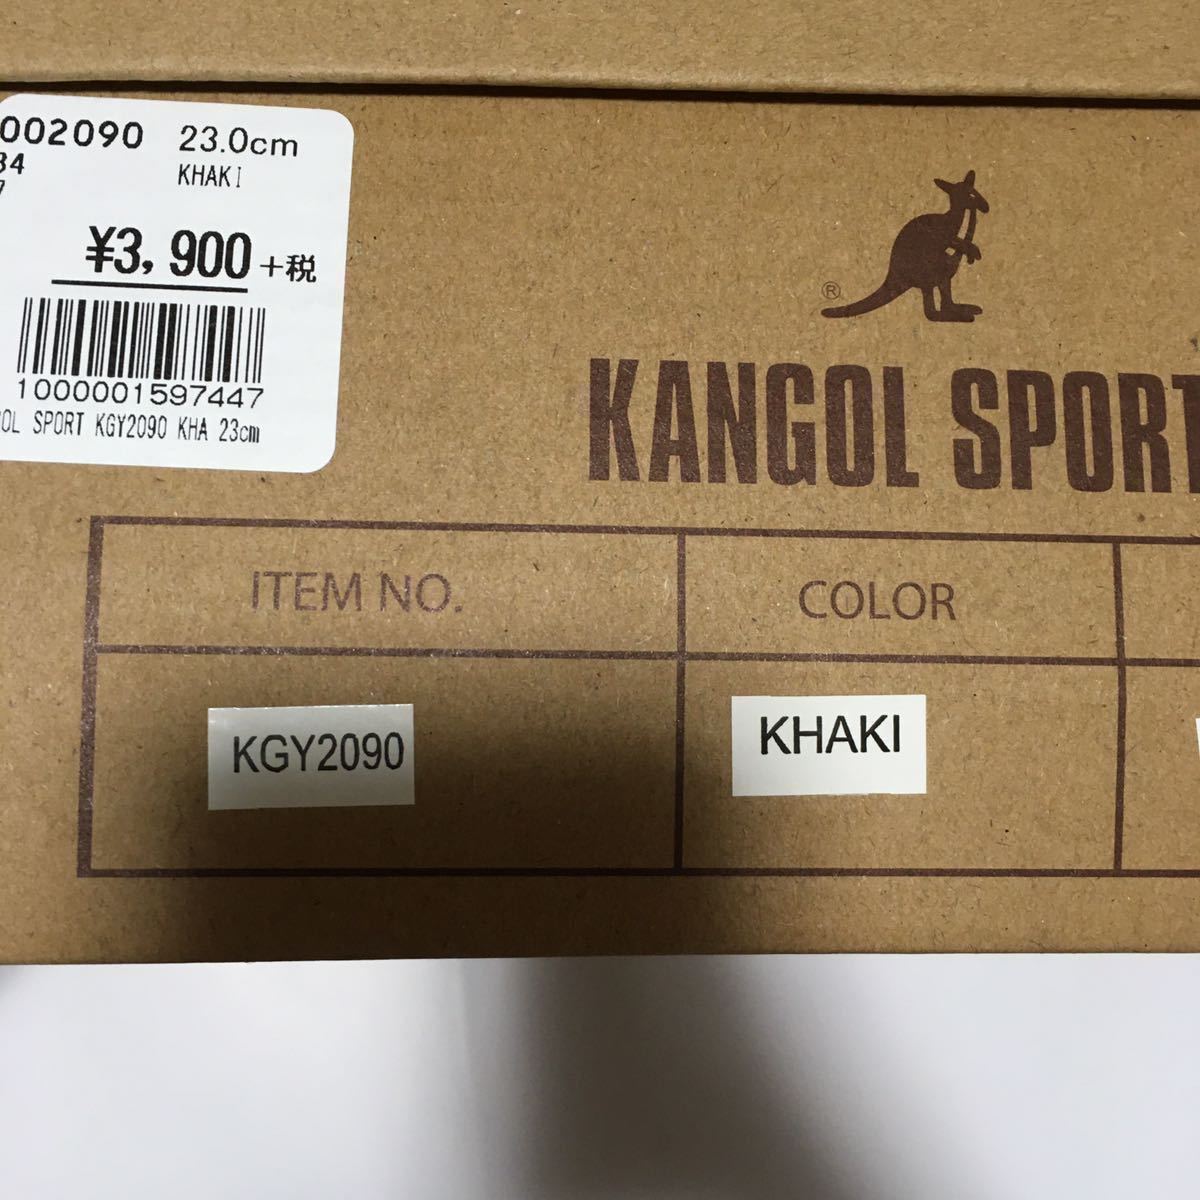 002090 23.0cm
34 KHAKI
7
¥3,900+税
1000001597447
OL SPORT KGY2090 KHA 23cm
®
KANGOL SPORT
ITEM NO. COLOR
KGY2090 KHAKI